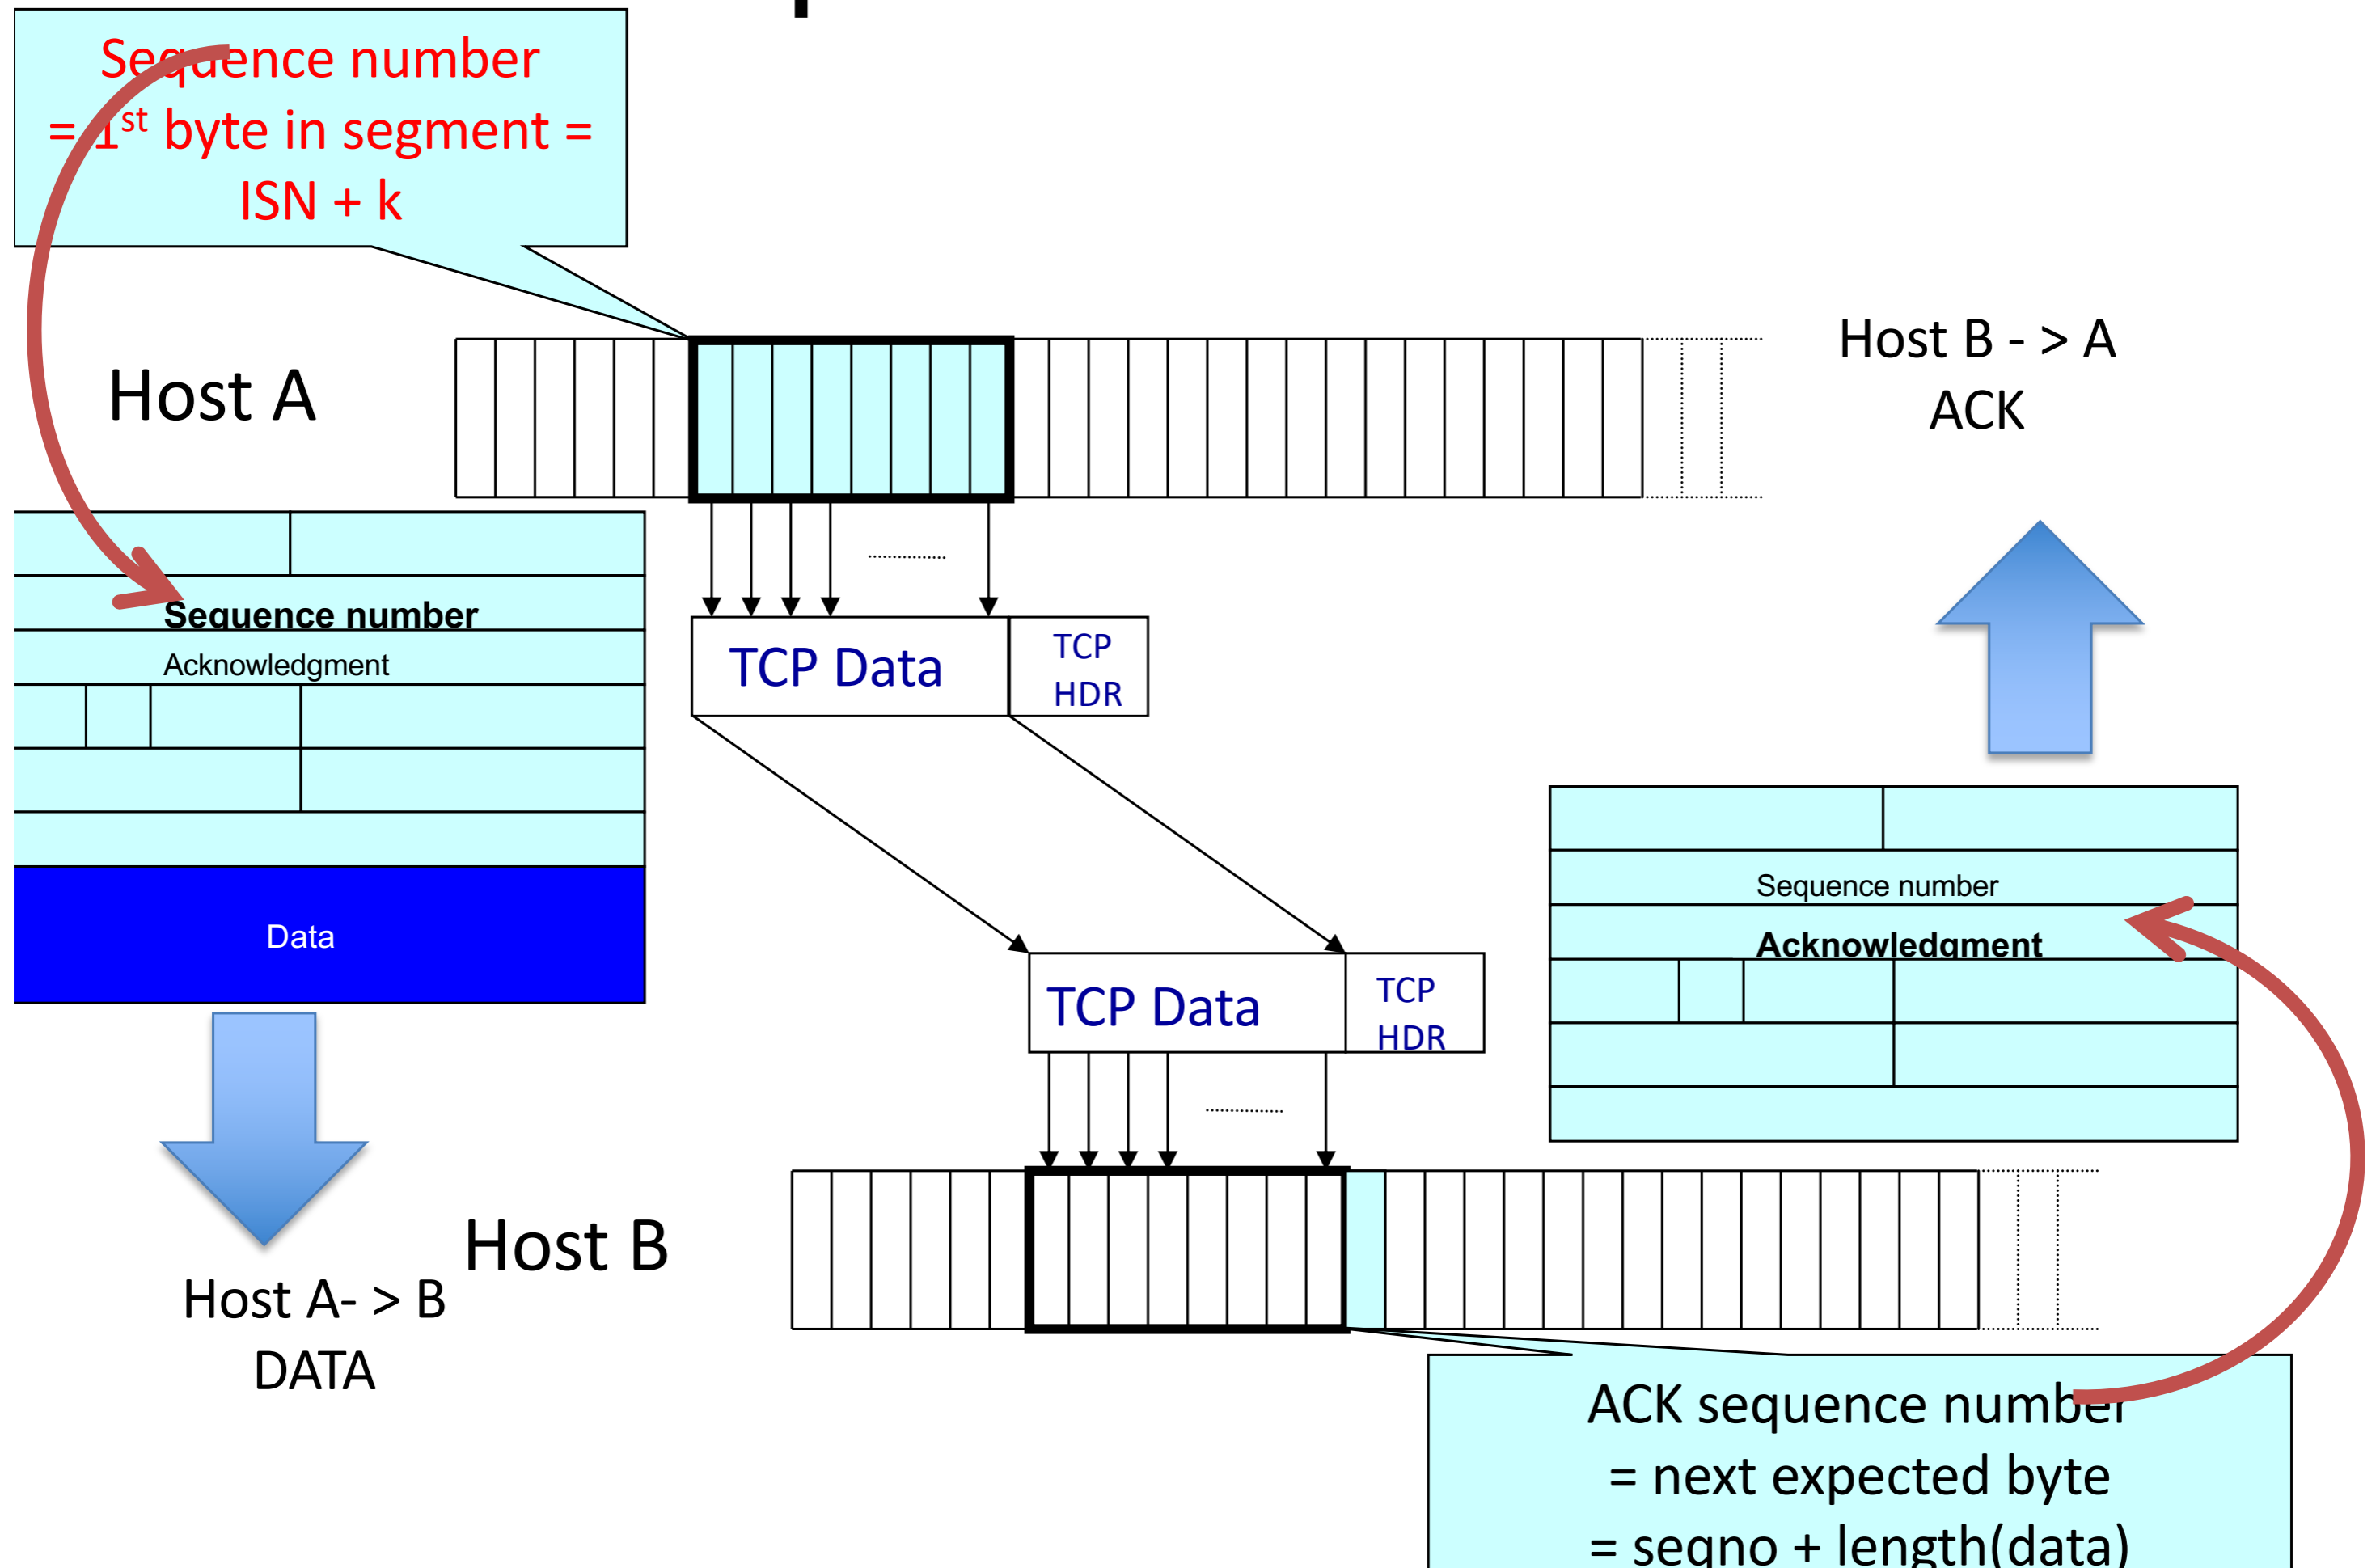 Sequence number
= 1st byte in segment =
ISN + k
Host A
Host B - > A
ACK
Sequence number
Acknowledgment
TCP Data
TCP
HDR
Data
Sequence number
Acknowledgment
TCP Data
TCP
HDR
Host B
Host A- > B
DATA
ACK sequence number
= next expected byte
= seqno + length(data)